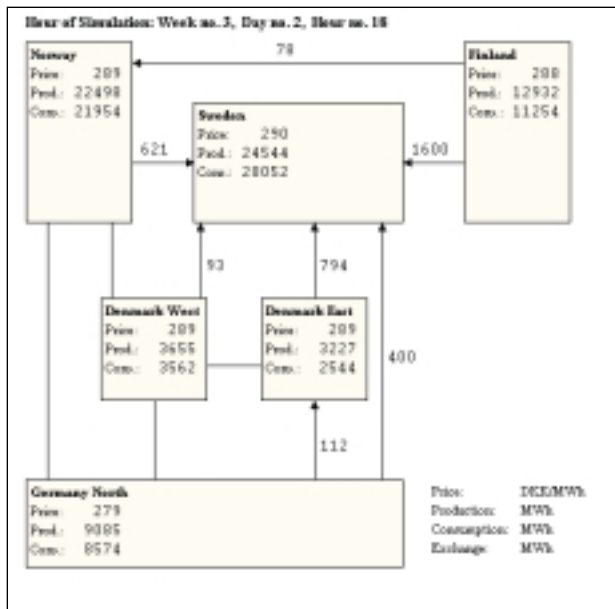 Hour of Simulation: Week no. 3, Day no. 2, Hour no. 18
78
Norway
Price: 289
Prod.: 22498
Cons.: 21954
Finland
Price: 288
Prod.: 12932
Cons.: 11254
Sweden
Price: 290
Prod.: 24544
Cons.: 28052
621
1600
93
794
400
Denmark West
Price: 289
Prod.: 3655
Cons.: 3562
Denmark East
Price: 289
Prod.: 3227
Cons.: 2544
112
Germany North
Price: 279
Prod.: 9085
Cons.: 8574
Price: DKK/MWh
Production: MWh
Consumption: MWh
Exchange: MWh